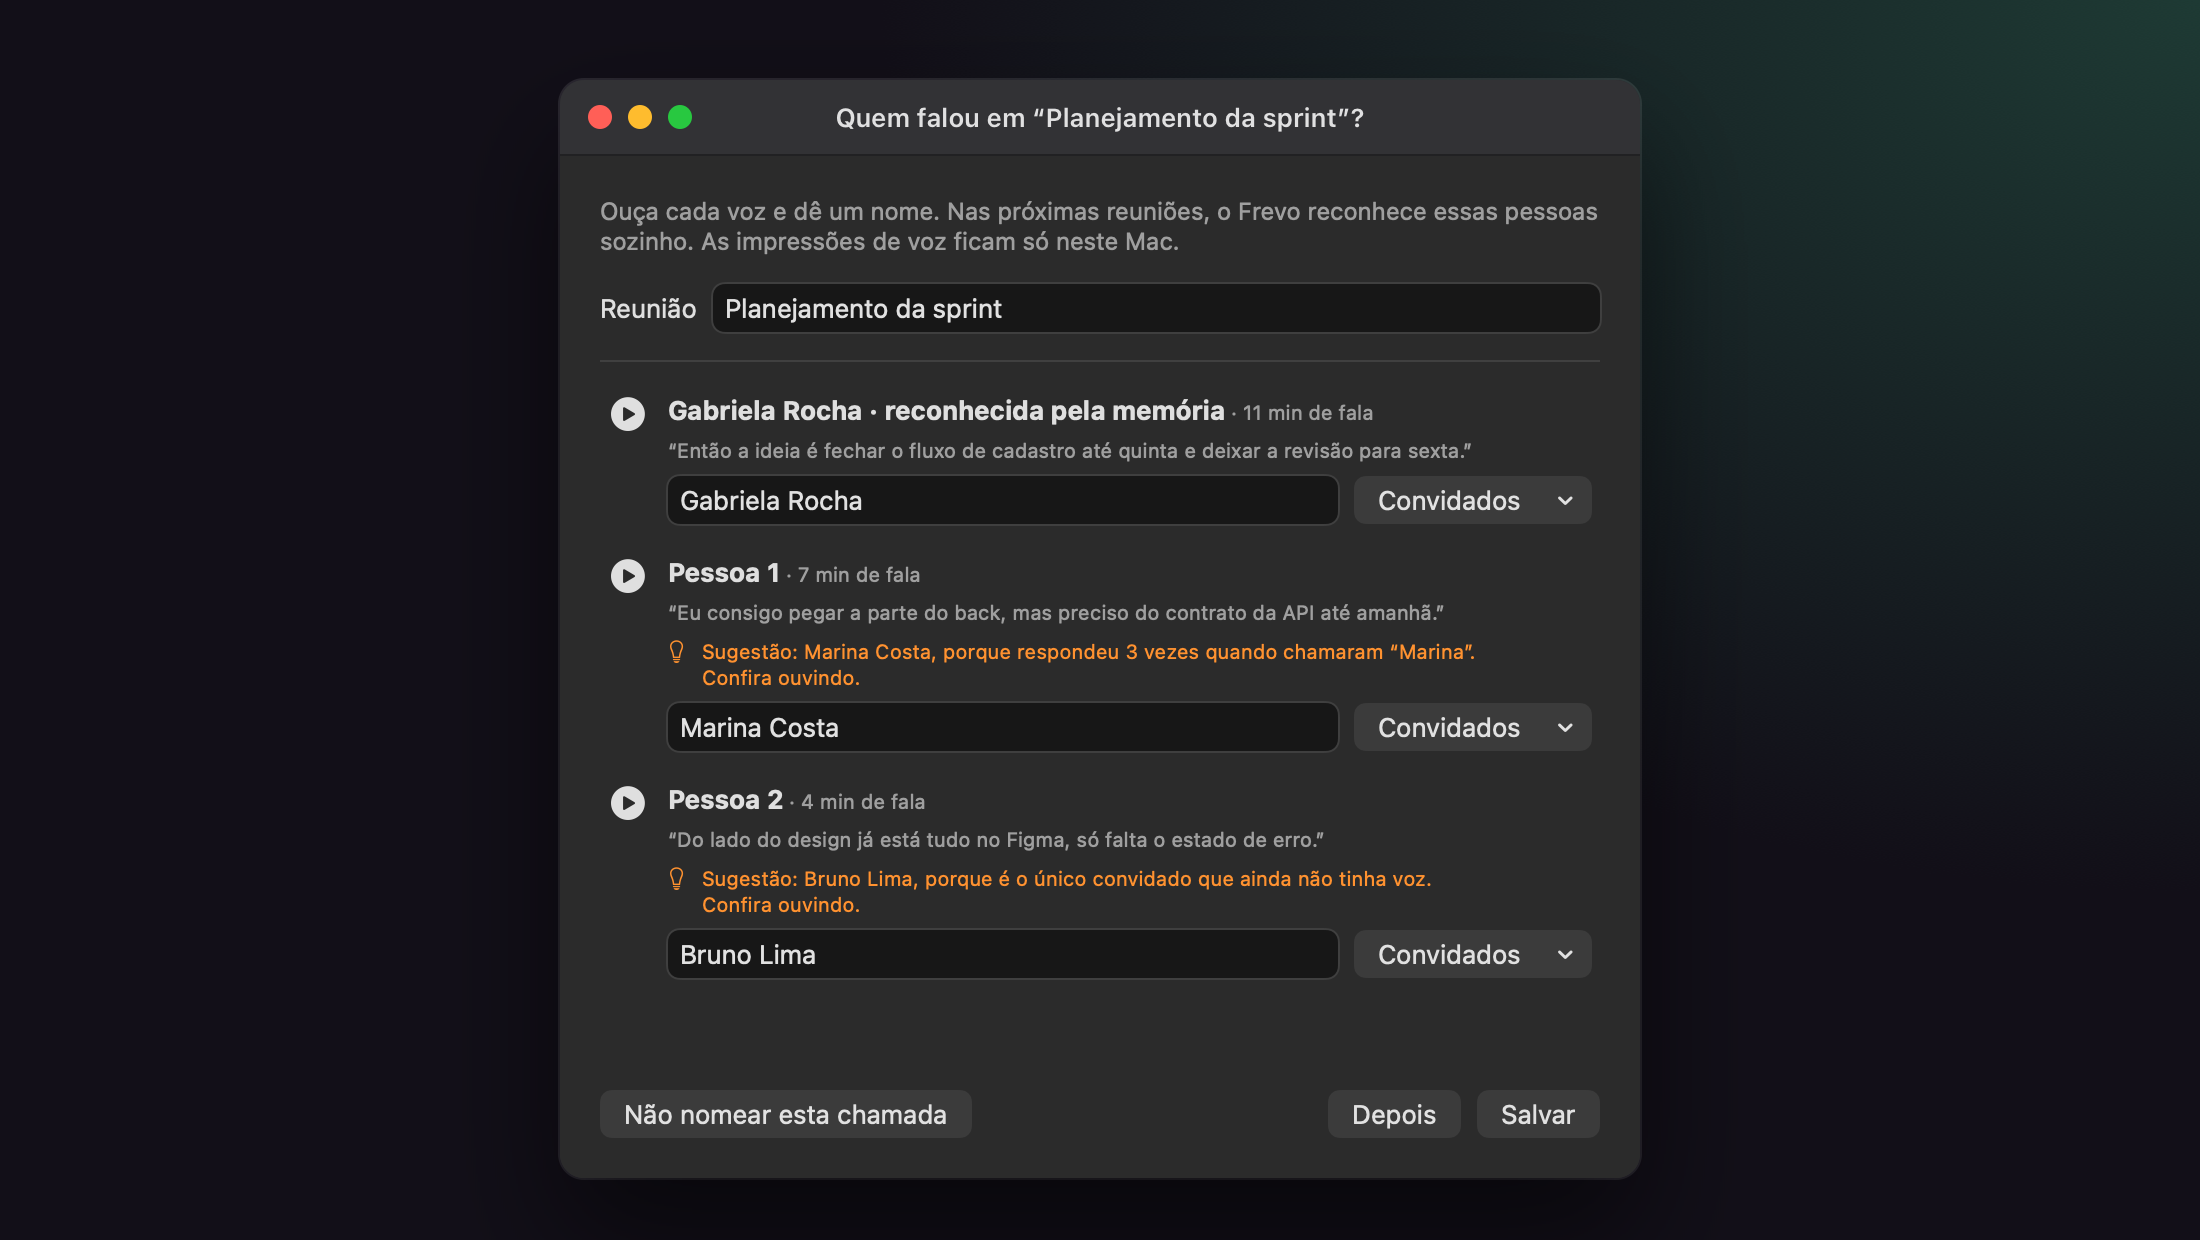 Quem falou em “Planejamento da sprint”?
Ouça cada voz e dê um nome. Nas próximas reuniões, o Frevo reconhece essas pessoas
sozinho. As impressões de voz ficam só neste Mac.
Reunião Planejamento da sprint
Gabriela Rocha · reconhecida pela memória · 11 min de fala
“Então a ideia é fechar o fluxo de cadastro até quinta e deixar a revisão para sexta.”
Gabriela Rocha Convidados
Pessoa 1 · 7 min de fala
“Eu consigo pegar a parte do back, mas preciso do contrato da API até amanhã.”
Sugestão: Marina Costa, porque respondeu 3 vezes quando chamaram “Marina”.
Confira ouvindo.
Marina Costa Convidados
Pessoa 2 · 4 min de fala
“Do lado do design já está tudo no Figma, só falta o estado de erro.”
Sugestão: Bruno Lima, porque é o único convidado que ainda não tinha voz.
Confira ouvindo.
Bruno Lima Convidados
Não nomear esta chamada Depois Salvar